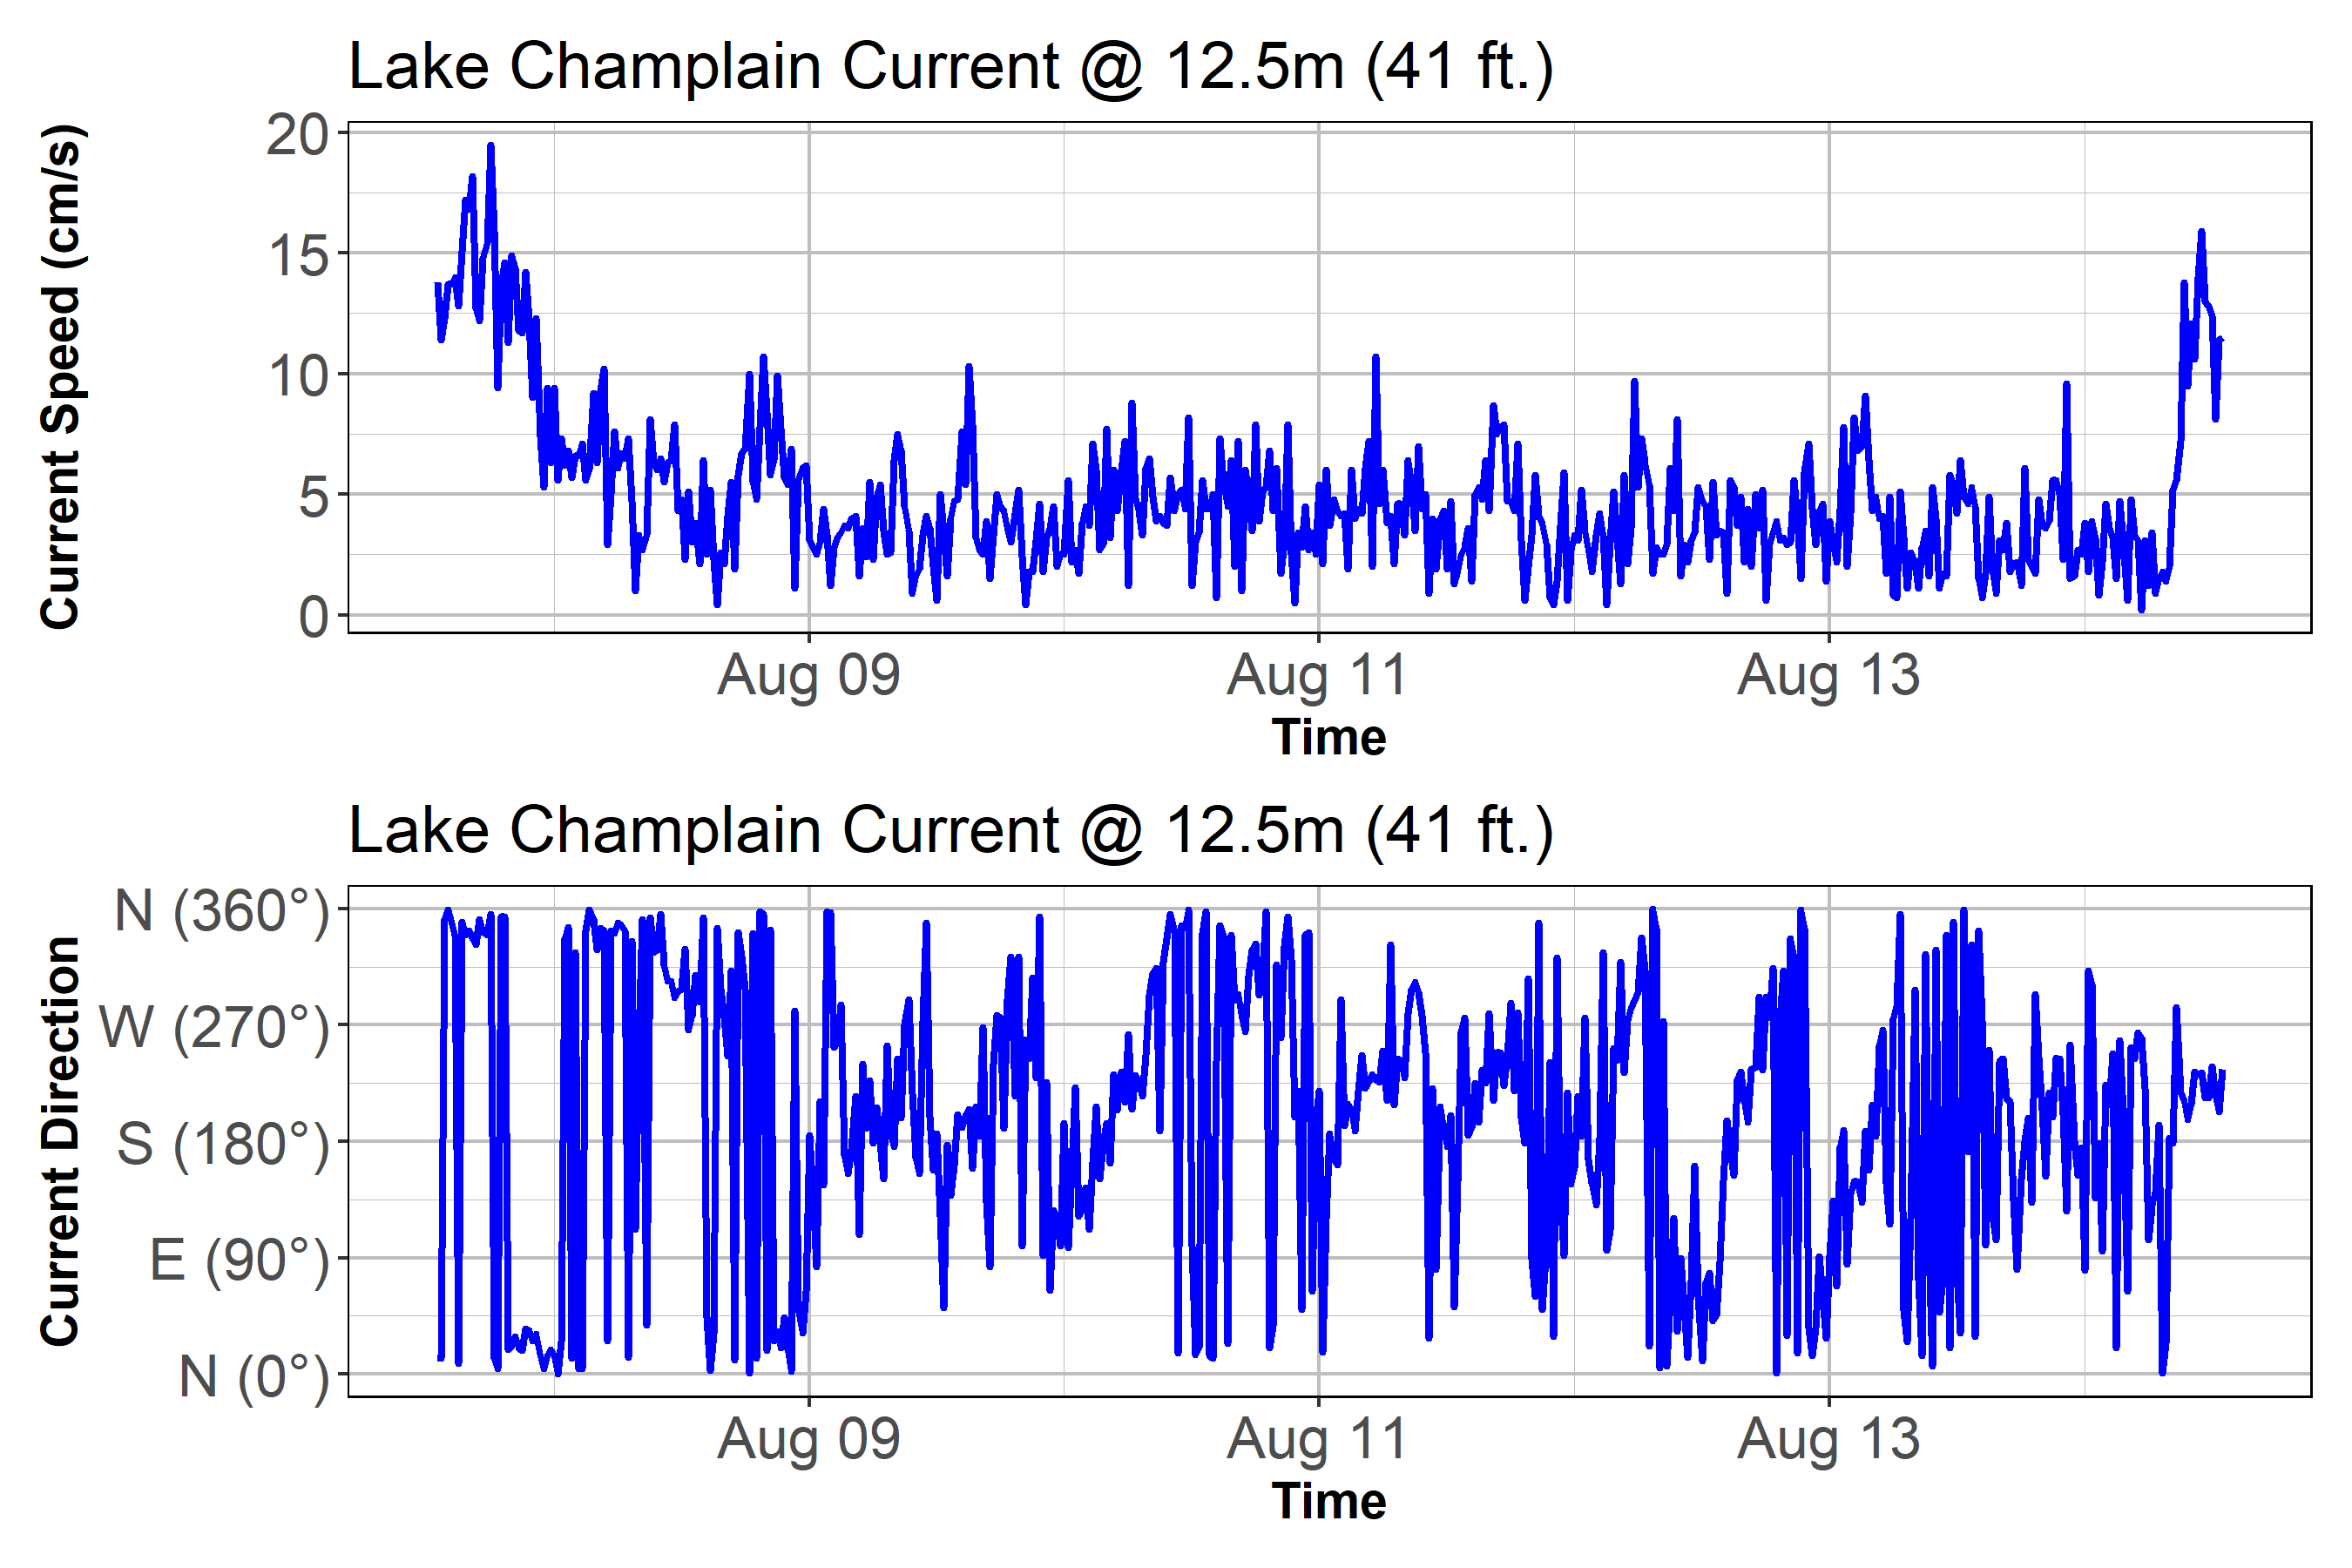 Lake Champlain Current @ 12.5m (41 ft.)
Current Speed (cm/s)
20
15
10
5
0
Aug 09 Aug 11 Aug 13
Time
Lake Champlain Current @ 12.5m (41 ft.)
Current Direction
N (360°)
W (270°)
S (180°)
E (90°)
N (0°)
Aug 09 Aug 11 Aug 13
Time